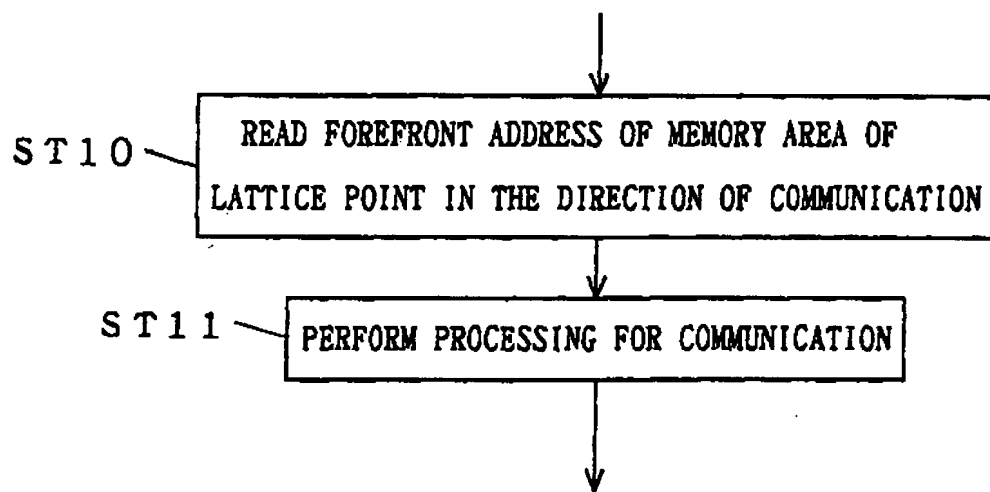 READ FOREFRONT ADDRESS OF MEMORY AREA OF
ST10
LATTICE POINT IN THE DIRECTION OF COMMUNICATION
ST11
PERFORM PROCESSING FOR COMMUNICATION